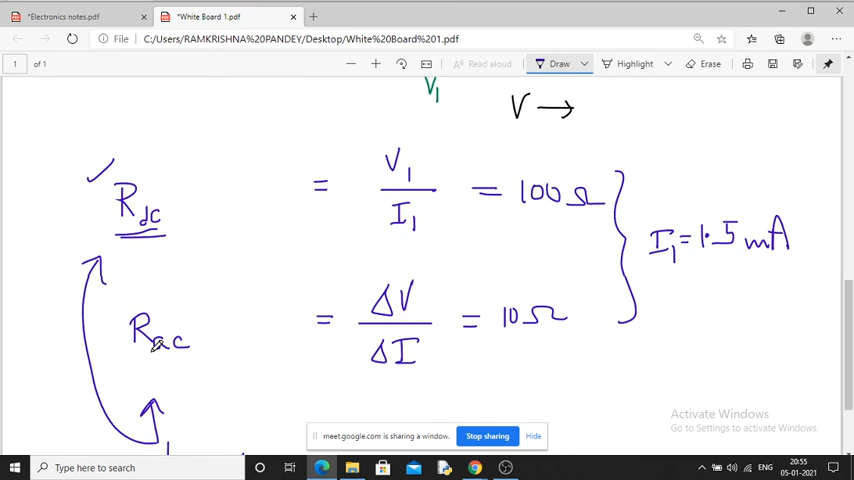 *Electronics notes.pdf
*White Board 1.pdf
File
C:/Users/RAMKRISHNA%20PANDEY/Desktop/White%20Board%201.pdf
1 of 1
Read aloud
Draw
Highlight
Erase
V1
V →
Rdc = V1 / I1 = 100Ω
I1 = 1.5 mA
Rac = ΔV / ΔI = 10Ω
Activate Windows
Go to Settings to activate Windows.
meet.google.com is sharing a window.
Stop sharing
Hide
Type here to search
ENG
20:55
05-01-2021